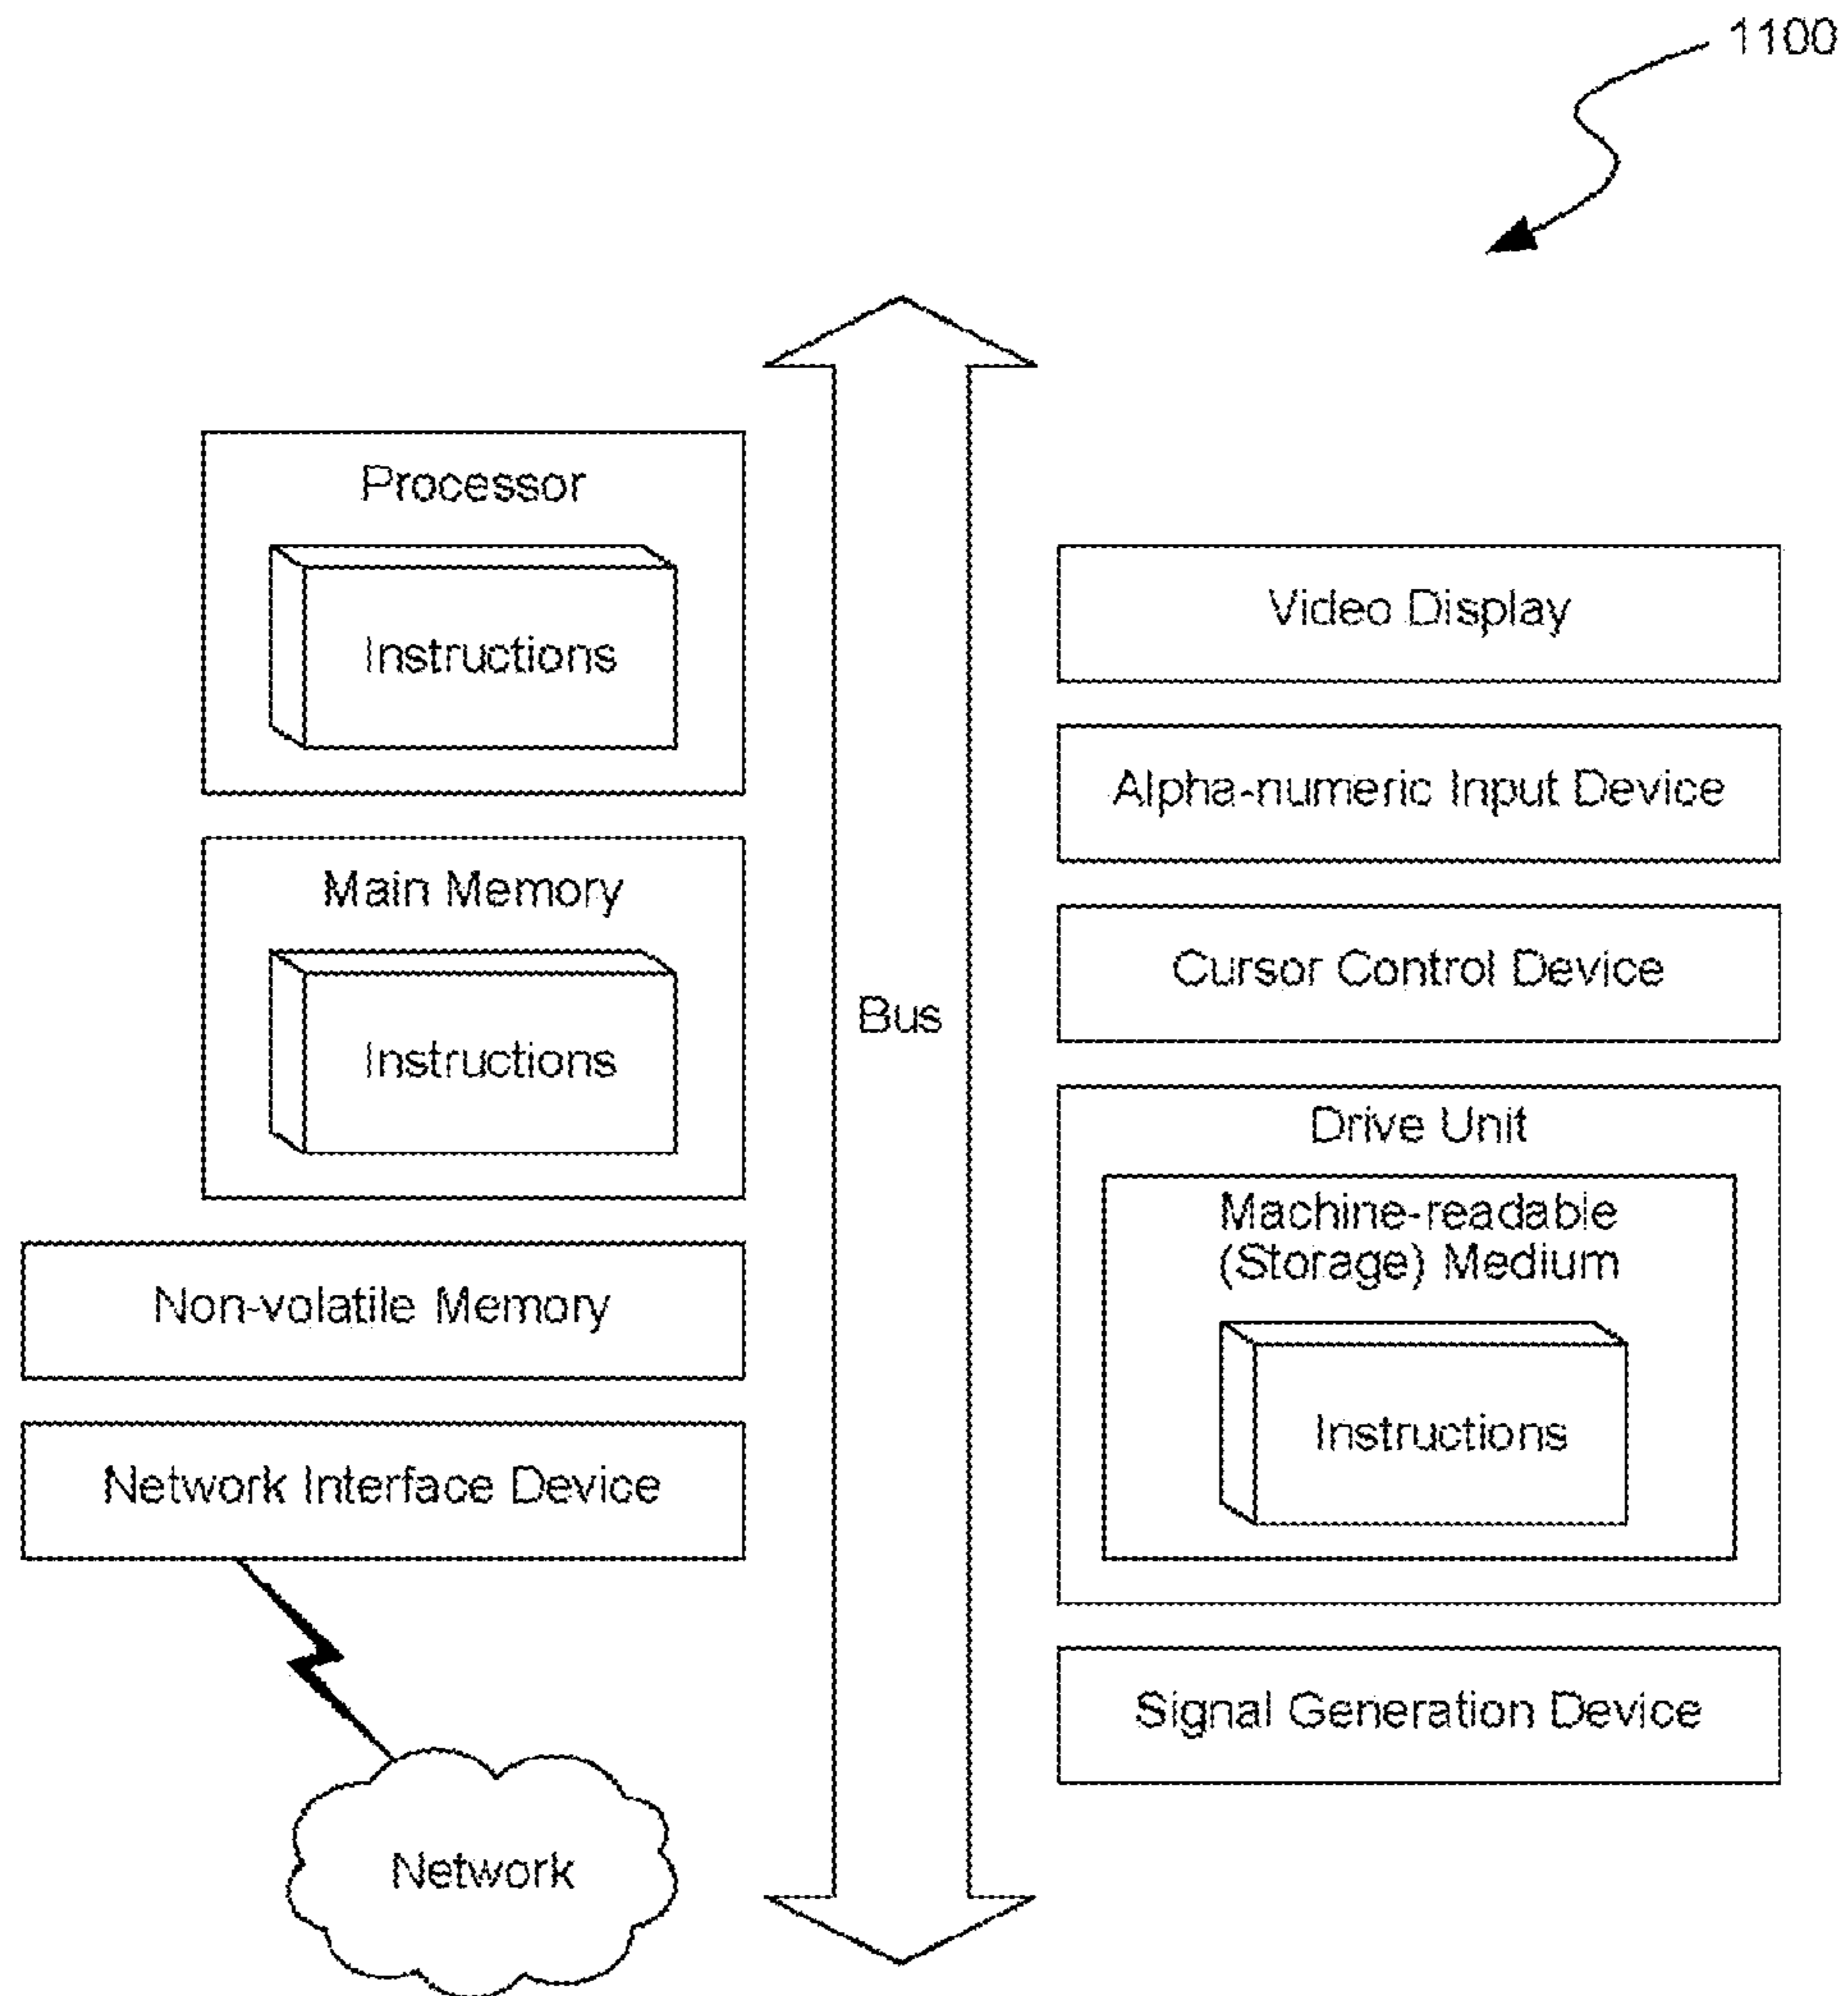 1100
Processor
Instructions
Main Memory
Instructions
Non-volatile Memory
Network Interface Device
Network
Bus
Video Display
Alpha-numeric Input Device
Cursor Control Device
Drive Unit
Machine-readable
(Storage) Medium
Instructions
Signal Generation Device